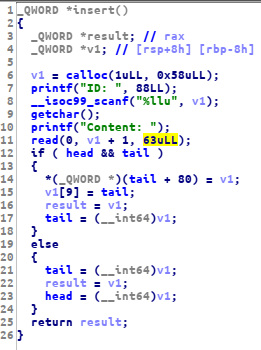 1 _QWORD *insert()
2 {
3 _QWORD *result; // rax
4 _QWORD *v1; // [rsp+8h] [rbp-8h]
5
6 v1 = calloc(1uLL, 0x58uLL);
7 printf("ID: ", 88LL);
8 __isoc99_scanf("%llu", v1);
9 getchar();
10 printf("Content: ");
11 read(0, v1 + 1, 63uLL);
12 if ( head && tail )
13 {
14 *(_QWORD *)(tail + 80) = v1;
15 v1[9] = tail;
16 result = v1;
17 tail = (__int64)v1;
18 }
19 else
20 {
21 tail = (__int64)v1;
22 result = v1;
23 head = (__int64)v1;
24 }
25 return result;
26 }